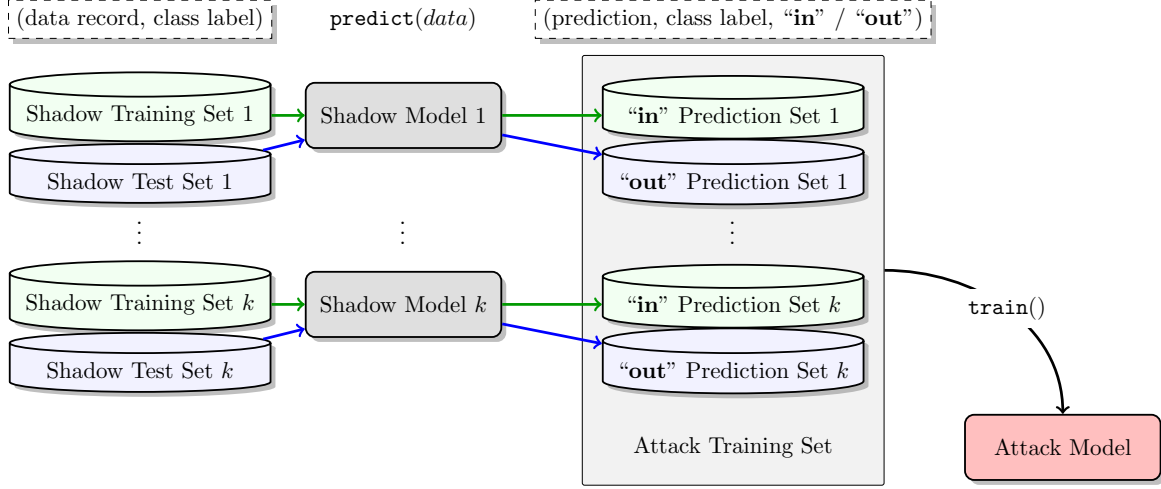 (data record, class label)
predict(data)
(prediction, class label, “in” / “out”)
Shadow Training Set 1
Shadow Model 1
“in” Prediction Set 1
Shadow Test Set 1
“out” Prediction Set 1
⋮ ⋮ ⋮
Shadow Training Set k
Shadow Model k
“in” Prediction Set k
Shadow Test Set k
“out” Prediction Set k
train()
Attack Training Set
Attack Model